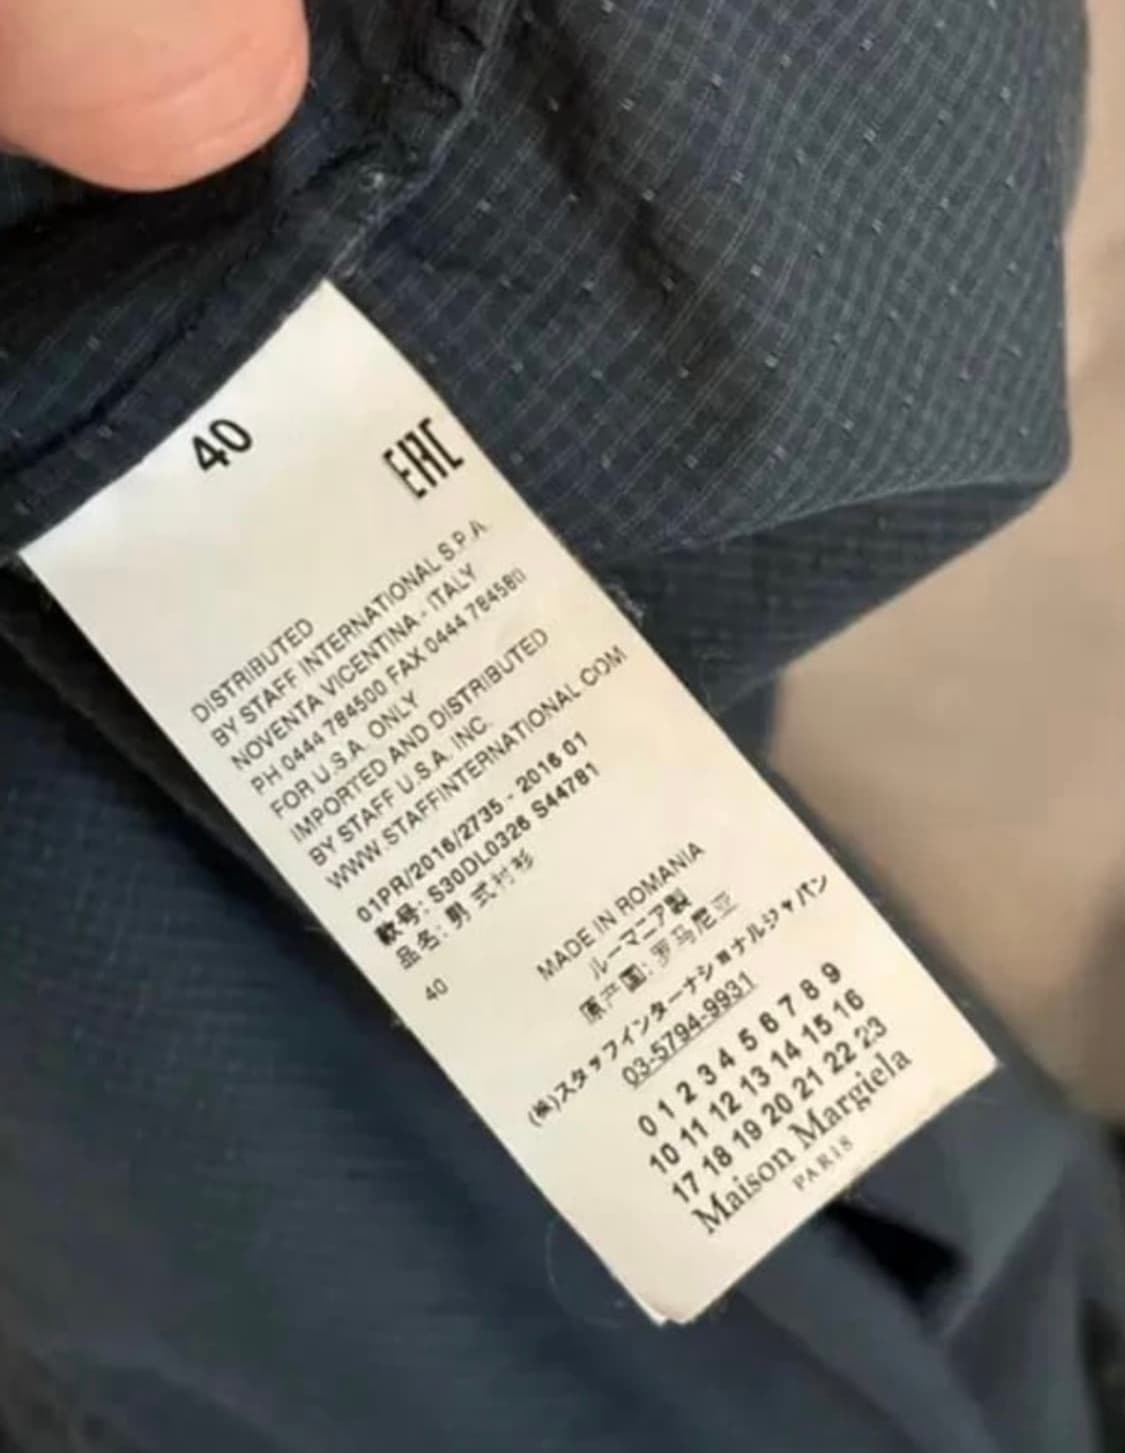 40
EAC
DISTRIBUTED
BY STAFF INTERNATIONAL S.P.A.
NOVENTA VICENTINA - ITALY
PH 0444 784500 FAX 0444 784580
FOR U.S.A. ONLY
IMPORTED AND DISTRIBUTED
BY STAFF U.S.A. INC.
WWW.STAFFINTERNATIONAL.COM
01PR/2016/2735 - 2016 01
款号: S30DL0326 S44781
品名: 男式衬衫
40
MADE IN ROMANIA
ルーマニア製
原产国: 罗马尼亚
(株)スタッフインターナショナルジャパン
03-5794-9931
0 1 2 3 4 5 6 7 8 9
10 11 12 13 14 15 16
17 18 19 20 21 22 23
Maison Margiela
PARIS